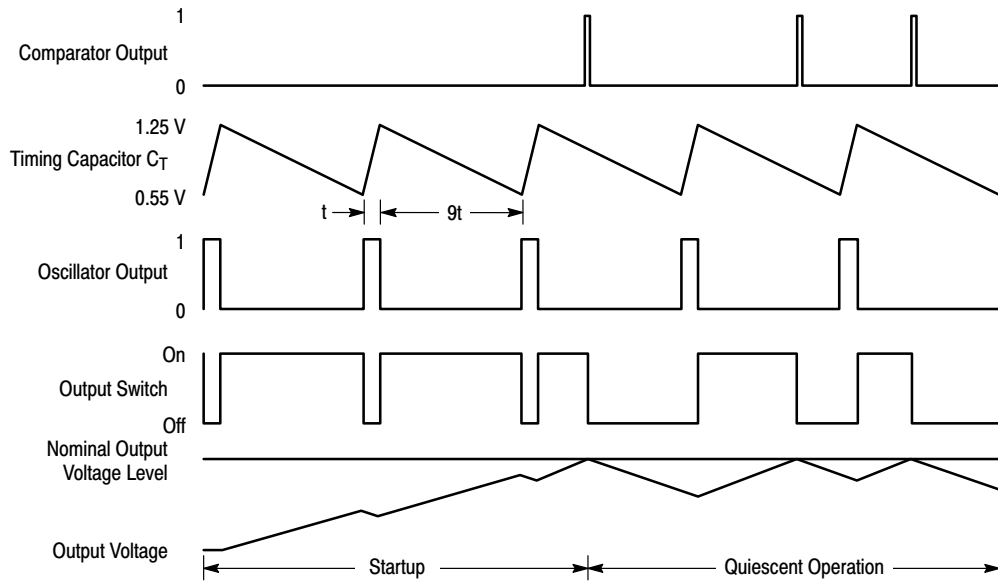 1
Comparator Output
0
1.25 V
Timing Capacitor CT
0.55 V
t
9t
1
Oscillator Output
0
On
Output Switch
Off
Nominal Output
Voltage Level
Output Voltage
Startup
Quiescent Operation